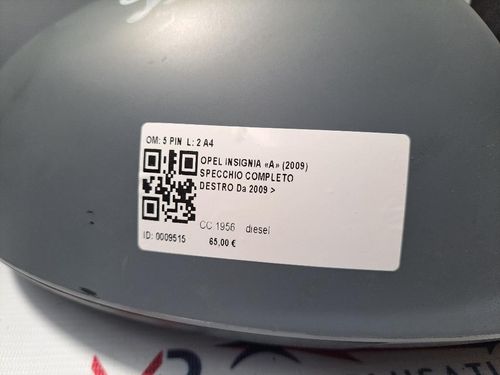 OM: 5 PIN L: 2 A4
OPEL INSIGNIA «A» (2009)
SPECCHIO COMPLETO
DESTRO Da 2009 >
CC 1956 diesel
ID: 0009515
65,00 €